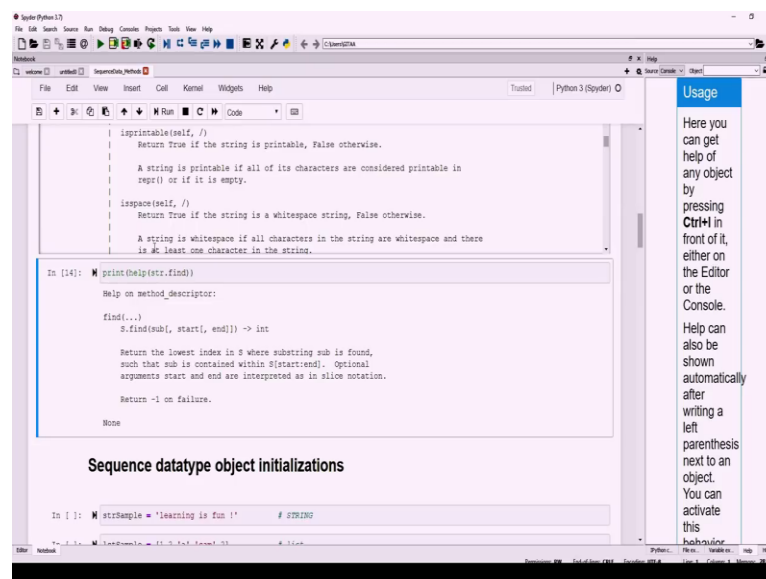 Spyder (Python 3.7)
File Edit Search Source Run Debug Consoles Projects Tools View Help
Notebook
Help
welcome
untitled0
SequenceData_Methods
Source Console Object
File Edit View Insert Cell Kernel Widgets Help
Trusted Python 3 (Spyder) O
Run Code
| isprintable(self, /)
| Return True if the string is printable, False otherwise.
|
| A string is printable if all of its characters are considered printable in
| repr() or if it is empty.
|
| isspace(self, /)
| Return True if the string is a whitespace string, False otherwise.
|
| A string is whitespace if all characters in the string are whitespace and there
| is at least one character in the string.
In [14]: print(help(str.find))
Help on method_descriptor:
find(...)
S.find(sub[, start[, end]]) -> int
Return the lowest index in S where substring sub is found,
such that sub is contained within S[start:end]. Optional
arguments start and end are interpreted as in slice notation.
Return -1 on failure.
None
Sequence datatype object initializations
In [ ]: strSample = 'learning is fun !' # STRING
Usage
Here you
can get
help of
any object
by
pressing
Ctrl+I in
front of it,
either on
the Editor
or the
Console.
Help can
also be
shown
automatically
after
writing a
left
parenthesis
next to an
object.
You can
activate
this
behavior
Editor Notebook
IPython c... File ex... Variable ex... Help